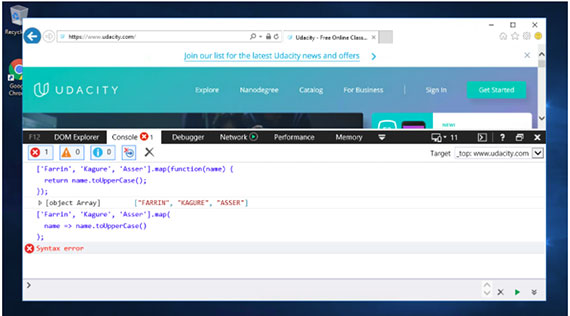 Recycle
Goog
Chro
https://www.udacity.com/
Udacity - Free Online Class...
Join our list for the latest Udacity news and offers
UDACITY
Explore
Nanodegree
Catalog
For Business
Sign In
Get Started
NEW!
F12
DOM Explorer
Console 1
Debugger
Network
Performance
Memory
11
1
0
0
Target
_top: www.udacity.com
['Farrin', 'Kagure', 'Asser'].map(function(name) {
return name.toUpperCase();
});
[object Array] ["FARRIN", "KAGURE", "ASSER"]
['Farrin', 'Kagure', 'Asser'].map(
name => name.toUpperCase()
);
Syntax error